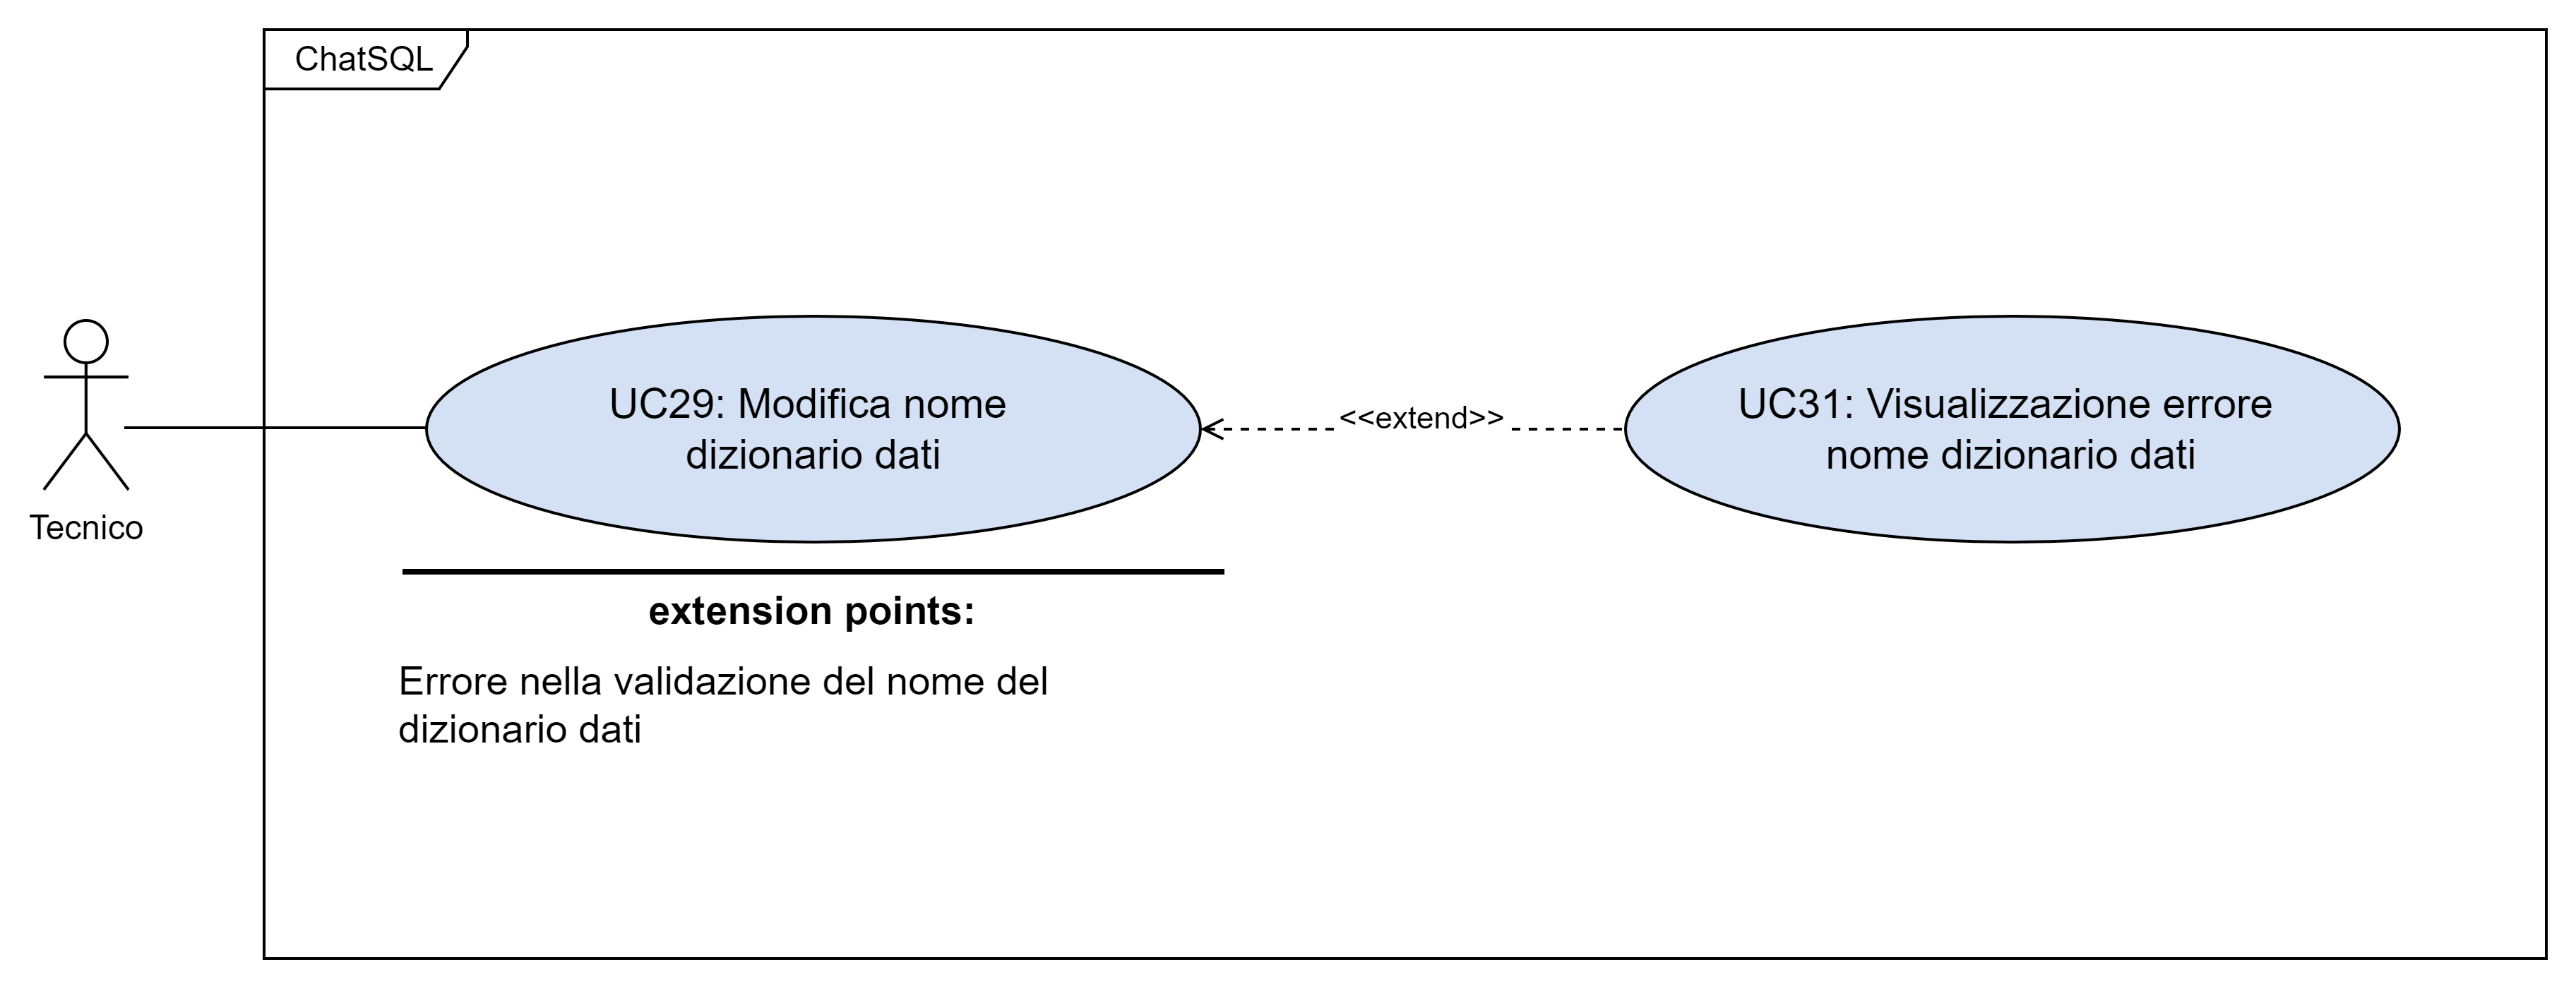 ChatSQL
Tecnico
UC29: Modifica nome
dizionario dati
<<extend>>
UC31: Visualizzazione errore
nome dizionario dati
extension points:
Errore nella validazione del nome del
dizionario dati